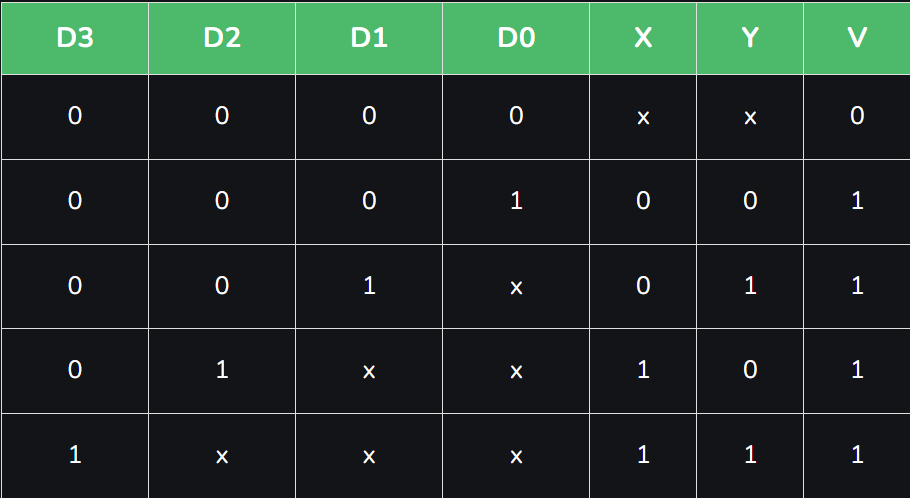 D3 D2 D1 D0 X Y V
0 0 0 0 x x 0
0 0 0 1 0 0 1
0 0 1 x 0 1 1
0 1 x x 1 0 1
1 x x x 1 1 1